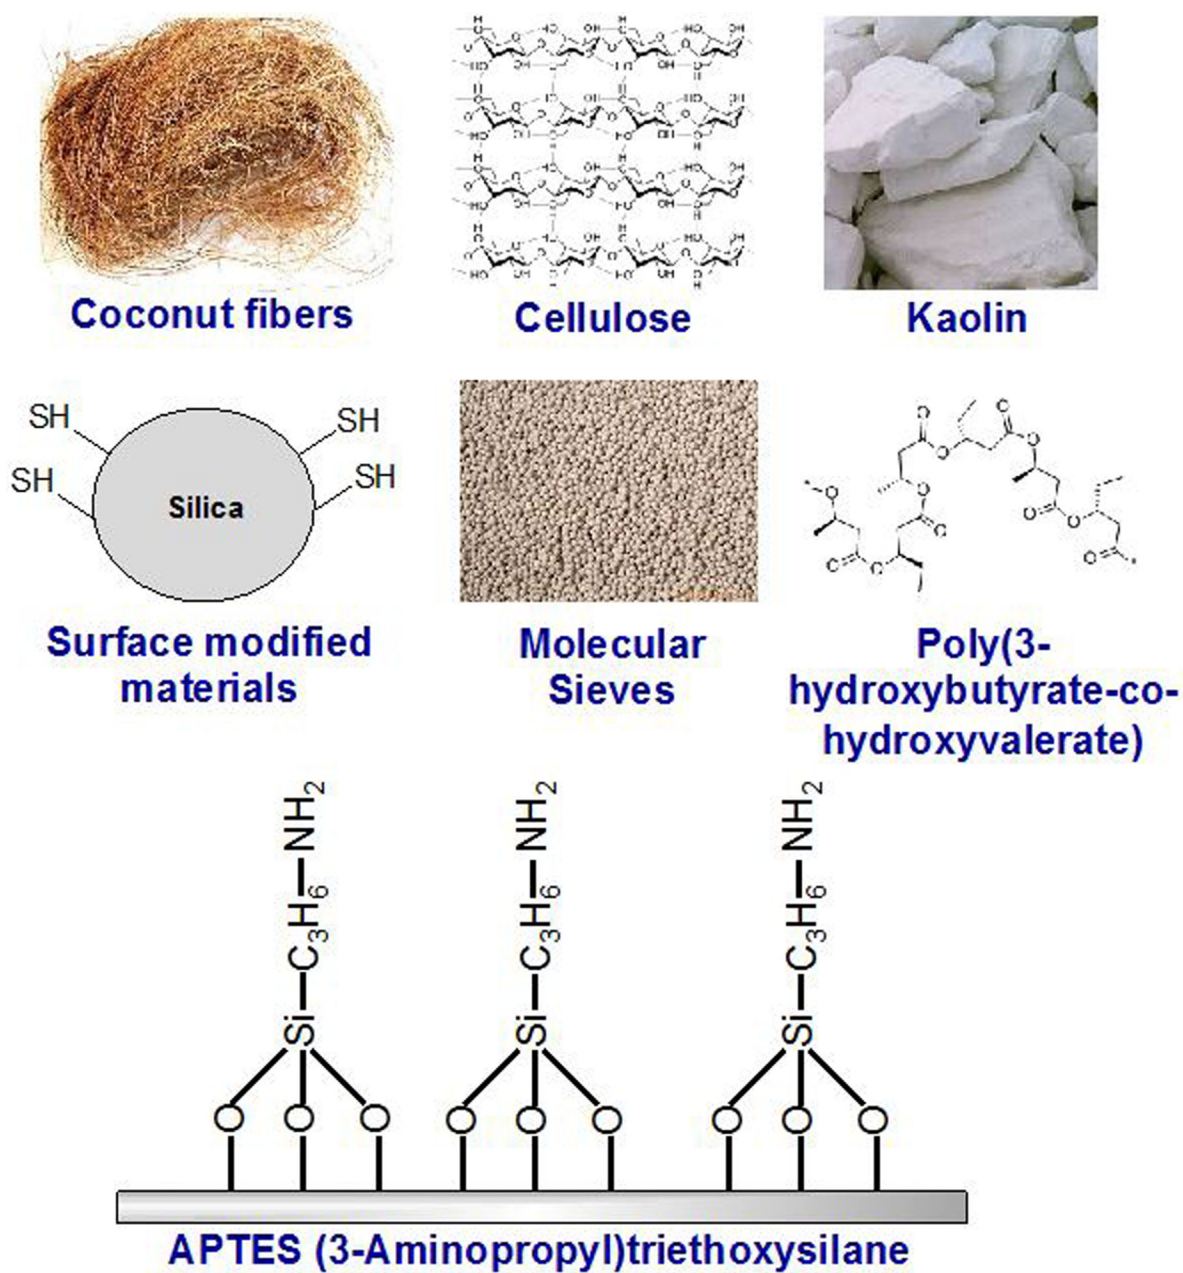 Coconut fibers
Cellulose
Kaolin
SH
SH
SH
SH
Silica
Surface modified
materials
Molecular
Sieves
Poly(3-
hydroxybutyrate-co-
hydroxyvalerate)
NH2
NH2
NH2
C3H6
C3H6
C3H6
Si
Si
Si
O O O
O O O
O O O
APTES (3-Aminopropyl)triethoxysilane